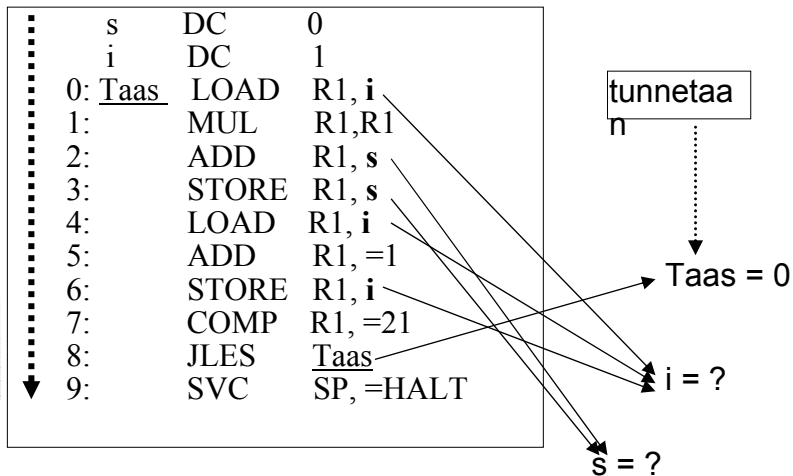 s DC 0
i DC 1
0: Taas LOAD R1, i
1: MUL R1,R1
2: ADD R1, s
3: STORE R1, s
4: LOAD R1, i
5: ADD R1, =1
6: STORE R1, i
7: COMP R1, =21
8: JLES Taas
9: SVC SP, =HALT
tunnetaa
n
Taas = 0
i = ?
s = ?